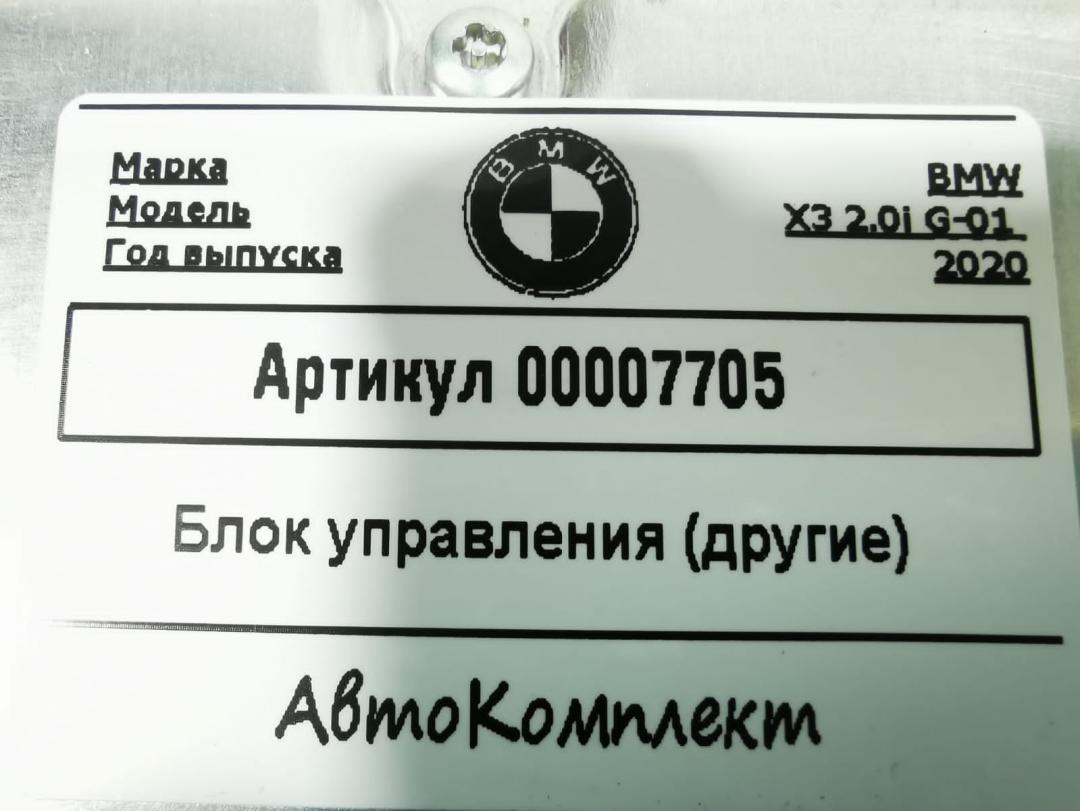 Марка BMW
Модель X3 2.0i G-01
Год выпуска 2020
BMW
Артикул 00007705
Блок управления (другие)
АвтоКомплект